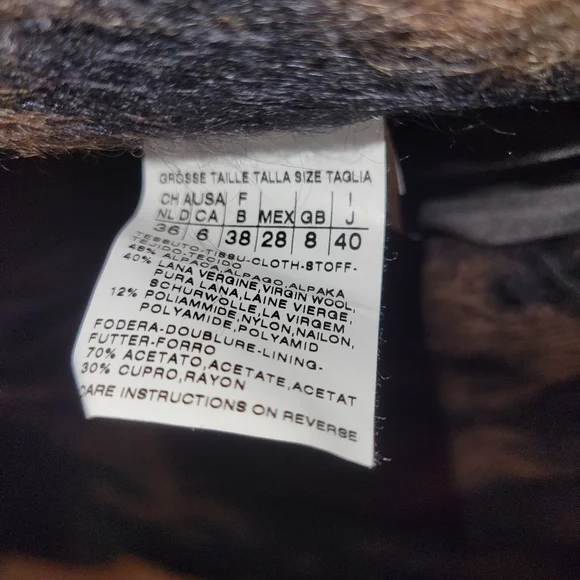 GRÖSSE TAILLE TALLA SIZE TAGLIA
CH A USA F I
NL D CA B MEX GB J
36 6 38 28 8 40
TESSUTO-TISSU-CLOTH-STOFF-
TEJIDO-TECIDO
48% ALPACA,ALPAGO,ALPAKA
40% LANA VERGINE,VIRGIN WOOL,
PURA LANA,LAINE VIERGE,
SCHURWOLLE,LA VIRGEM
12% POLIAMMIDE,NYLON,NAILON,
POLYAMIDE,POLYAMID
FODERA-DOUBLURE-LINING-
FUTTER-FORRO
70% ACETATO,ACETATE,ACETAT
30% CUPRO,RAYON
CARE INSTRUCTIONS ON REVERSE